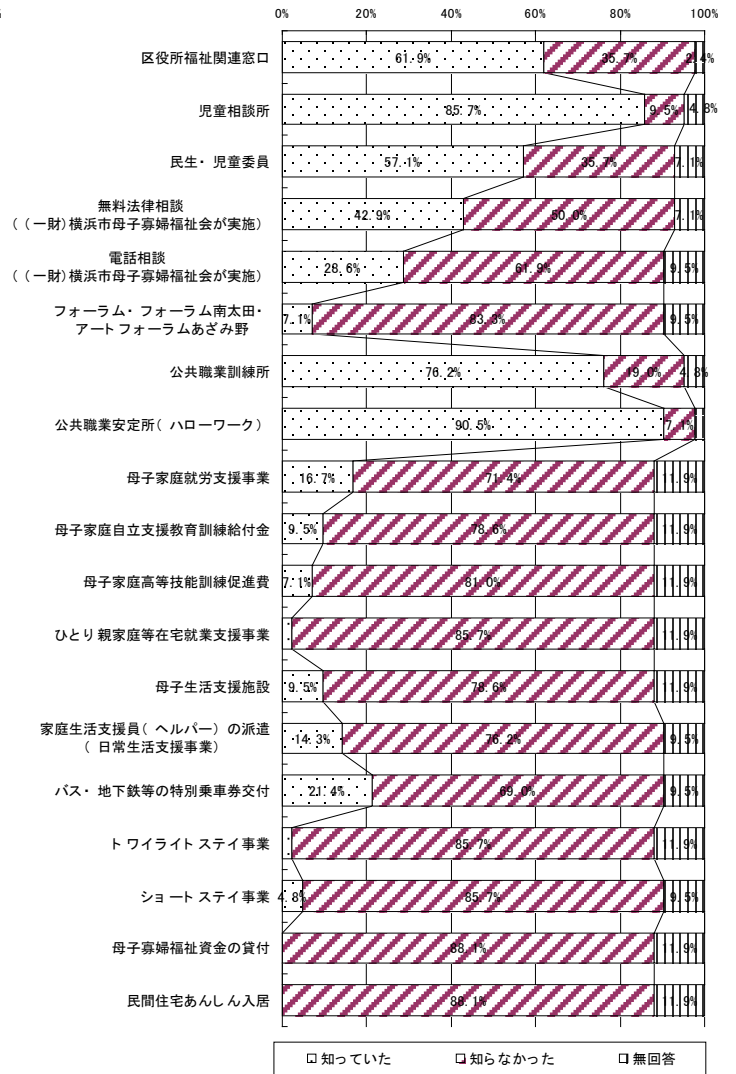 0% 20% 40% 60% 80% 100%
区役所福祉関連窓口 61.9% 35.7% 2.4%
児童相談所 85.7% 9.5% 4.8%
民生・児童委員 57.1% 35.7% 7.1%
無料法律相談
((一財)横浜市母子寡婦福祉会が実施) 42.9% 50.0% 7.1%
電話相談
((一財)横浜市母子寡婦福祉会が実施) 28.6% 61.9% 9.5%
フォーラム・フォーラム南太田・
アートフォーラムあざみ野 7.1% 83.3% 9.5%
公共職業訓練所 76.2% 19.0% 4.8%
公共職業安定所(ハローワーク) 90.5% 7.1%
母子家庭就労支援事業 16.7% 71.4% 11.9%
母子家庭自立支援教育訓練給付金 9.5% 78.6% 11.9%
母子家庭高等技能訓練促進費 7.1% 81.0% 11.9%
ひとり親家庭等在宅就業支援事業 85.7% 11.9%
母子生活支援施設 9.5% 78.6% 11.9%
家庭生活支援員(ヘルパー)の派遣
(日常生活支援事業) 14.3% 76.2% 9.5%
バス・地下鉄等の特別乗車券交付 21.4% 69.0% 9.5%
トワイライトステイ事業 85.7% 11.9%
ショートステイ事業 4.8% 85.7% 9.5%
母子寡婦福祉資金の貸付 88.1% 11.9%
民間住宅あんしん入居 88.1% 11.9%
知っていた 知らなかった 無回答